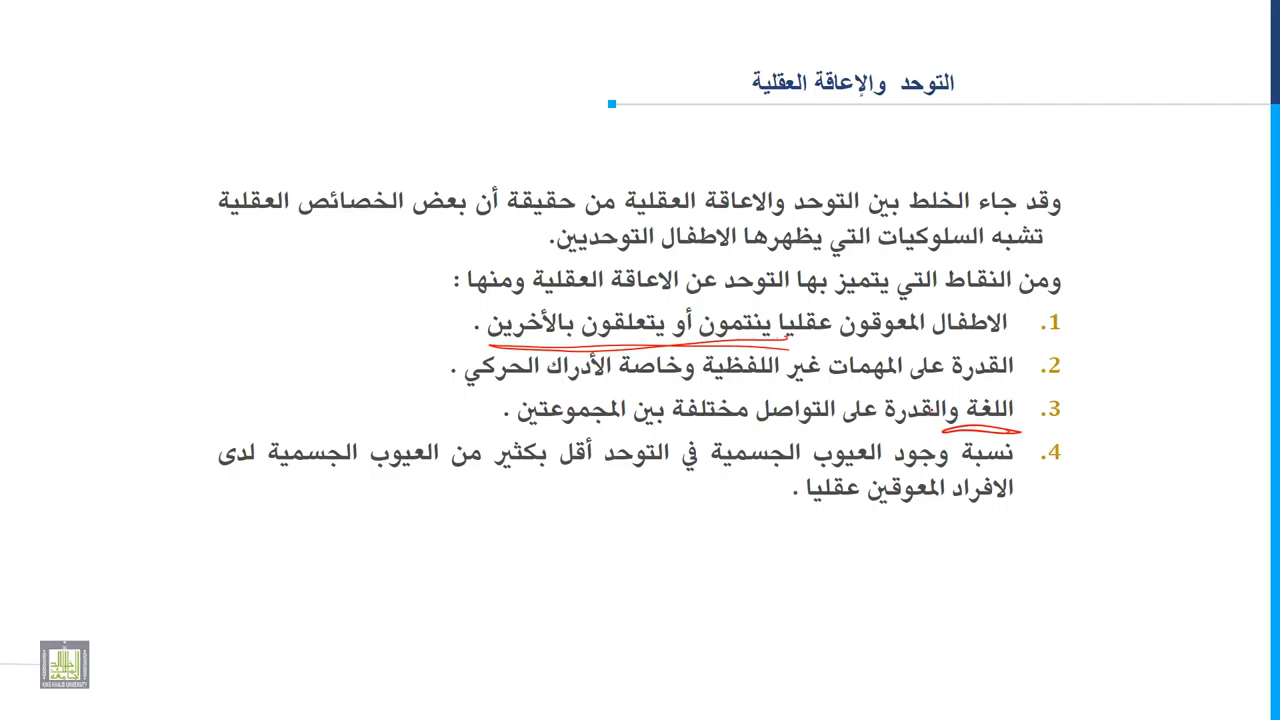 التوحد والإعاقة العقلية
وقد جاء الخلط بين التوحد والاعاقة العقلية من حقيقة أن بعض الخصائص العقلية
تشبه السلوكيات التي يظهرها الاطفال التوحديين.
ومن النقاط التي يتميز بها التوحد عن الاعاقة العقلية ومنها :
1. الاطفال المعوقون عقليا ينتمون أو يتعلقون بالأخرين .
2. القدرة على المهمات غير اللفظية وخاصة الأدراك الحركي .
3. اللغة والقدرة على التواصل مختلفة بين المجموعتين .
4. نسبة وجود العيوب الجسمية في التوحد أقل بكثير من العيوب الجسمية لدى
الافراد المعوقين عقليا .
KING KHALID UNIVERSITY